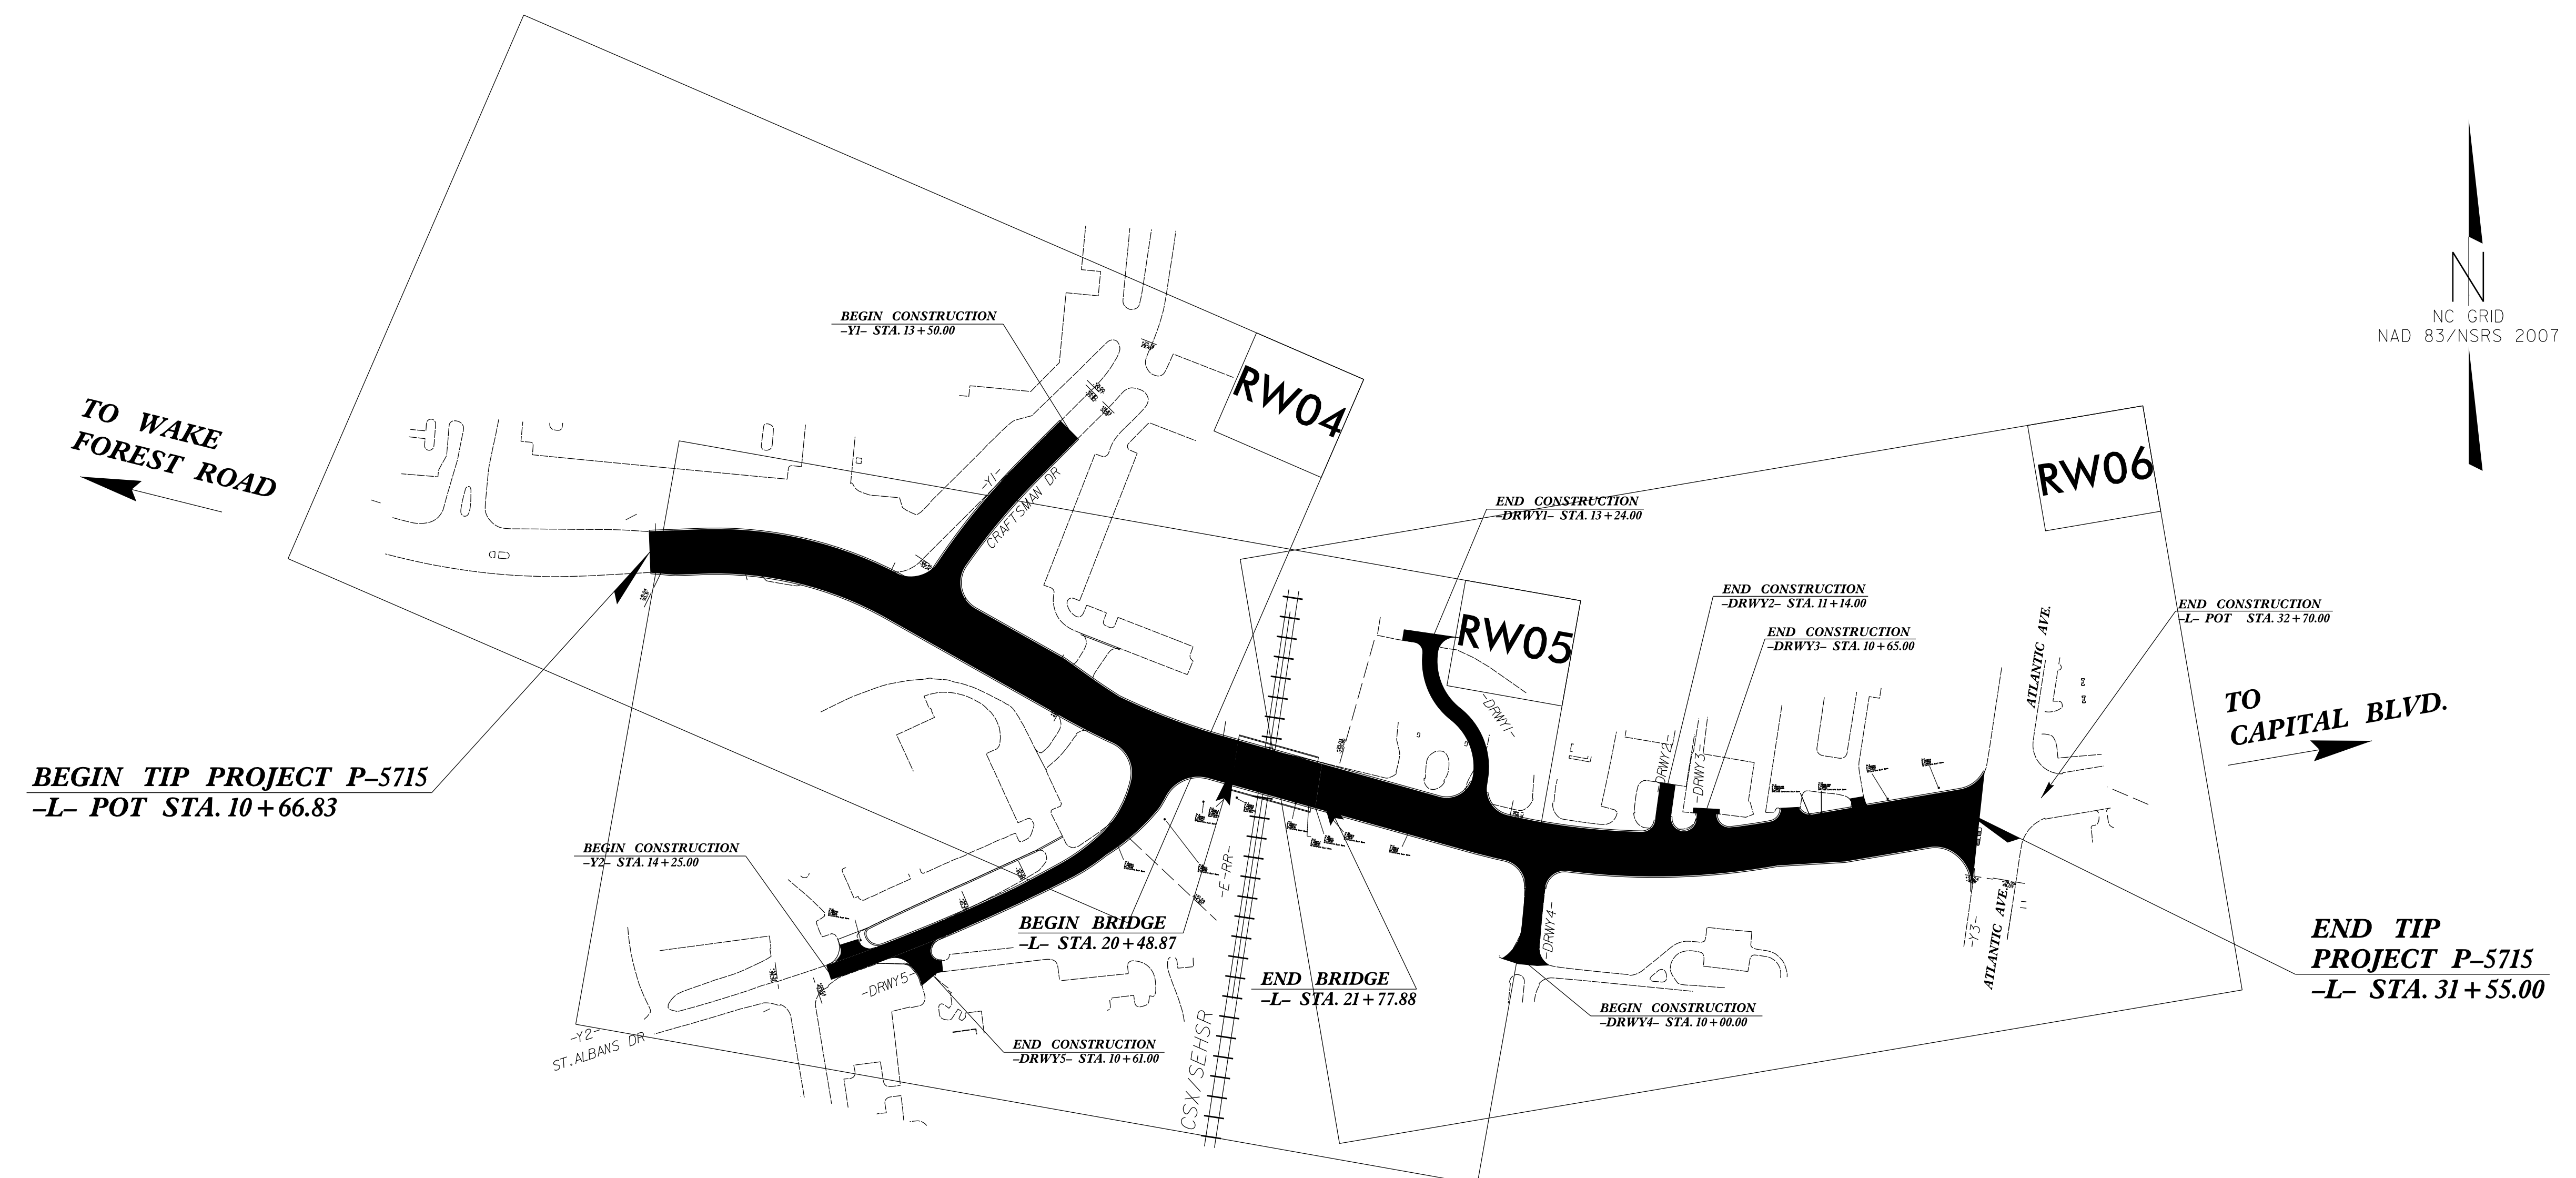 BEGIN CONSTRUCTION
–Y1– STA. 13+50.00
N
NC GRID
NAD 83/NSRS 2007
RW04
TO WAKE
FOREST ROAD
–Y1–
CRAFTSMAN DR
RW06
END CONSTRUCTION
–DRWY1– STA. 13+24.00
END CONSTRUCTION
–DRWY2– STA. 11+14.00
END CONSTRUCTION
–DRWY3– STA. 10+65.00
END CONSTRUCTION
–L– POT STA. 32+70.00
RW05
ATLANTIC AVE.
–DRWY1–
–DRWY2–
–DRWY3–
TO
CAPITAL BLVD.
BEGIN TIP PROJECT P–5715
–L– POT STA. 10+66.83
BEGIN CONSTRUCTION
–Y2– STA. 14+25.00
–E-RR–
BEGIN BRIDGE
–L– STA. 20+48.87
END BRIDGE
–L– STA. 21+77.88
–DRWY4–
–Y3–
ATLANTIC AVE.
END TIP
PROJECT P–5715
–L– STA. 31+55.00
–DRWY5–
BEGIN CONSTRUCTION
–DRWY4– STA. 10+00.00
–Y2–
ST. ALBANS DR
END CONSTRUCTION
–DRWY5– STA. 10+61.00
CSX/SEHSR